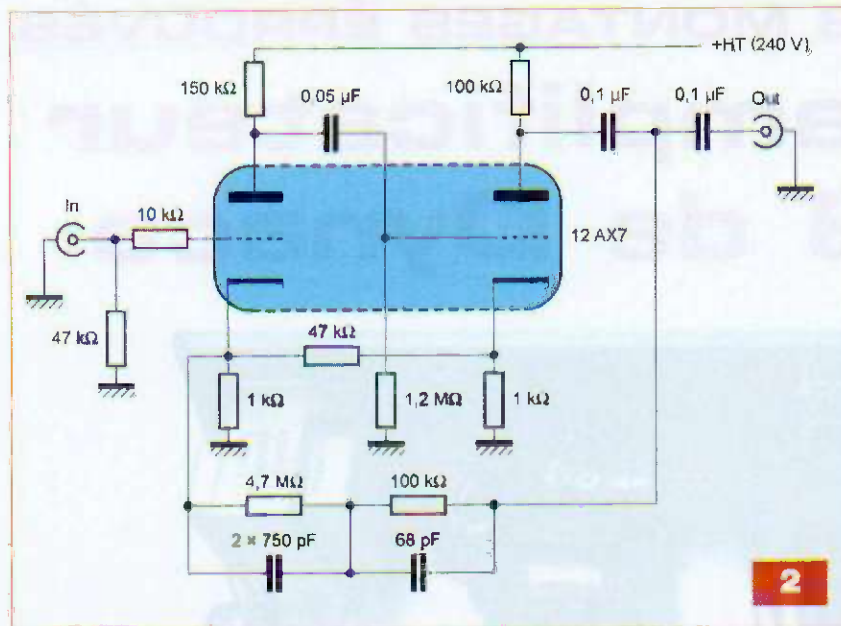 +HT (240 V)
150 kΩ
100 kΩ
0,05 µF
0,1 µF
0,1 µF
Out
In
10 kΩ
12 AX7
47 kΩ
47 kΩ
1 kΩ
1,2 MΩ
1 kΩ
4,7 MΩ
100 kΩ
2 × 750 pF
68 pF
2